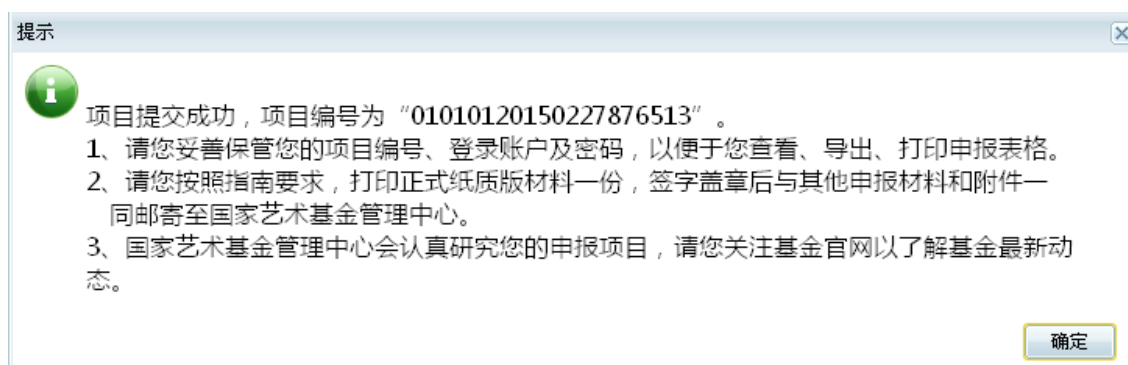 提示
项目提交成功，项目编号为“01010120150227876513”。
1、请您妥善保管您的项目编号、登录账户及密码，以便于您查看、导出、打印申报表格。
2、请您按照指南要求，打印正式纸质版材料一份，签字盖章后与其他申报材料和附件一
同邮寄至国家艺术基金管理中心。
3、国家艺术基金管理中心会认真研究您的申报项目，请您关注基金官网以了解基金最新动
态。
确定